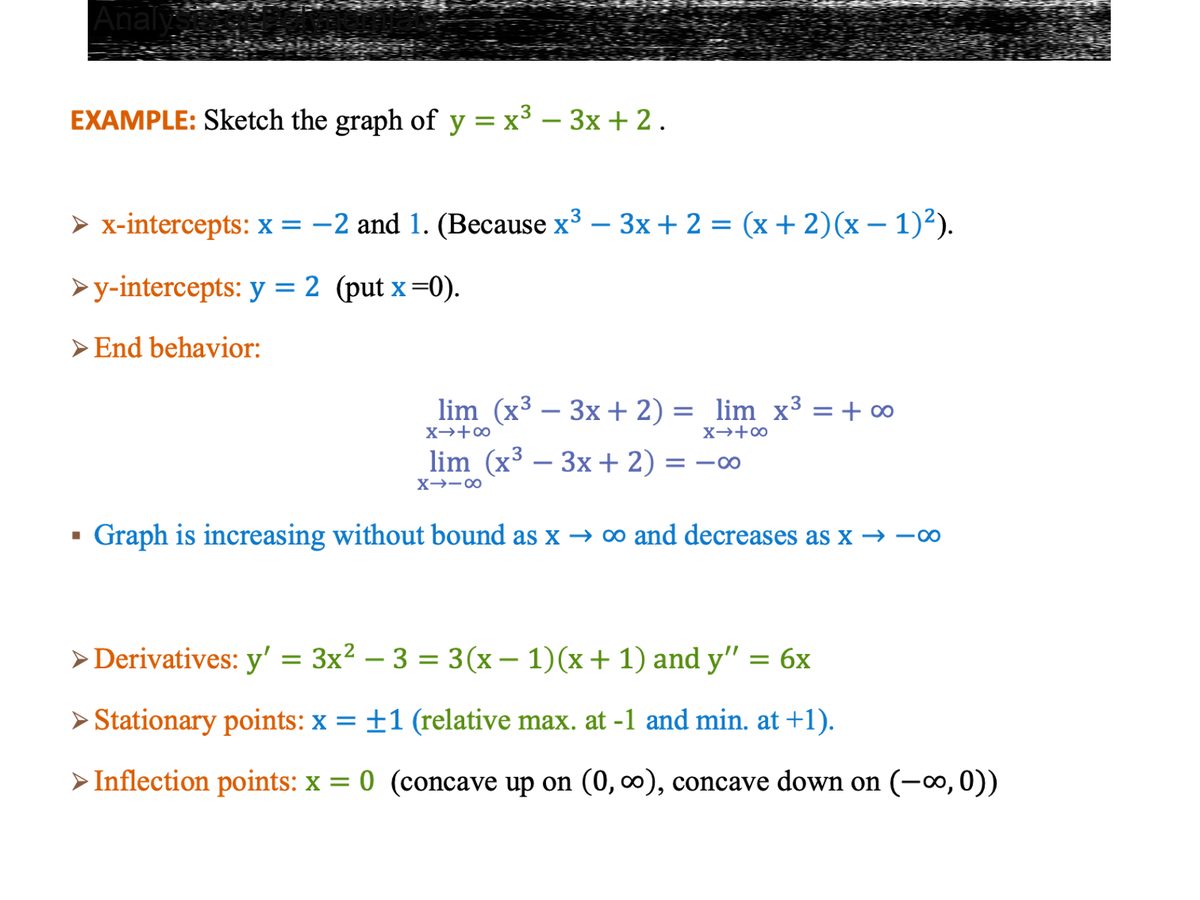 EXAMPLE: Sketch the graph of y = x³ − 3x + 2 .
➢ x-intercepts: x = −2 and 1. (Because x³ − 3x + 2 = (x + 2)(x − 1)²).
➢ y-intercepts: y = 2 (put x =0).
➢ End behavior:
lim (x³ − 3x + 2) = lim x³ = + ∞
x→+∞ x→+∞
lim (x³ − 3x + 2) = −∞
x→−∞
▪ Graph is increasing without bound as x → ∞ and decreases as x → −∞
➢ Derivatives: y′ = 3x² − 3 = 3(x − 1)(x + 1) and y′′ = 6x
➢ Stationary points: x = ±1 (relative max. at -1 and min. at +1).
➢ Inflection points: x = 0 (concave up on (0, ∞), concave down on (−∞, 0))